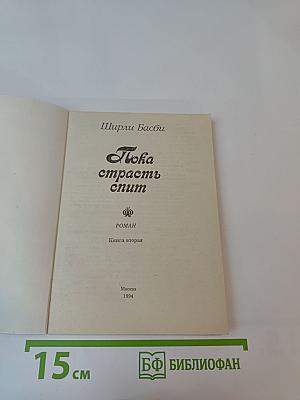 Ширли Басби
Пока
страсть
спит
РОМАН
Книга вторая
Москва
1994
15 см
БФ БИБЛИОФАН